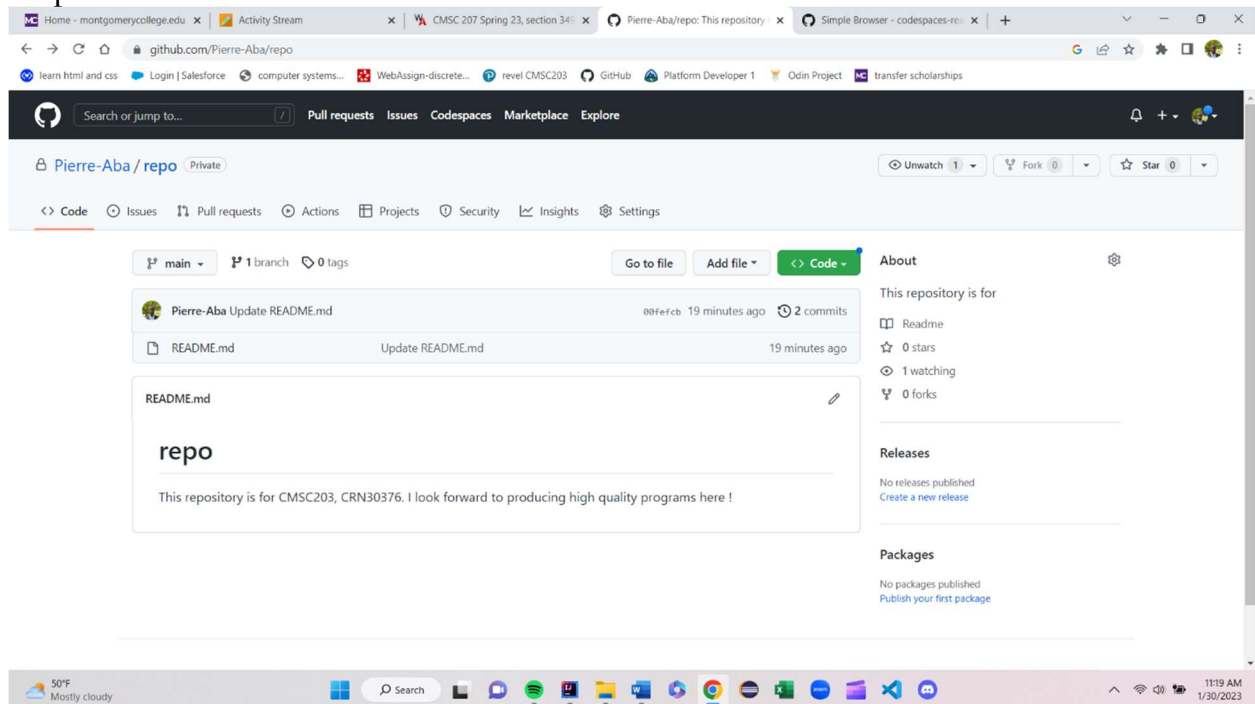 Home - montgomerycollege.edu Activity Stream CMSC 207 Spring 23, section 34 Pierre-Aba/repo: This repository Simple Browser - codespaces-re
github.com/Pierre-Aba/repo
learn html and css Login | Salesforce computer systems... WebAssign-discrete... revel CMSC203 GitHub Platform Developer 1 Odin Project transfer scholarships
Search or jump to... / Pull requests Issues Codespaces Marketplace Explore
Pierre-Aba / repo Private Unwatch 1 Fork 0 Star 0
<> Code Issues Pull requests Actions Projects Security Insights Settings
main 1 branch 0 tags Go to file Add file <> Code About
This repository is for
Pierre-Aba Update README.md 00fefcb 19 minutes ago 2 commits
Readme
README.md Update README.md 19 minutes ago 0 stars
1 watching
README.md 0 forks
repo Releases
No releases published
This repository is for CMSC203, CRN30376. I look forward to producing high quality programs here ! Create a new release
Packages
No packages published
Publish your first package
50°F
Mostly cloudy
Search
11:19 AM
1/30/2023